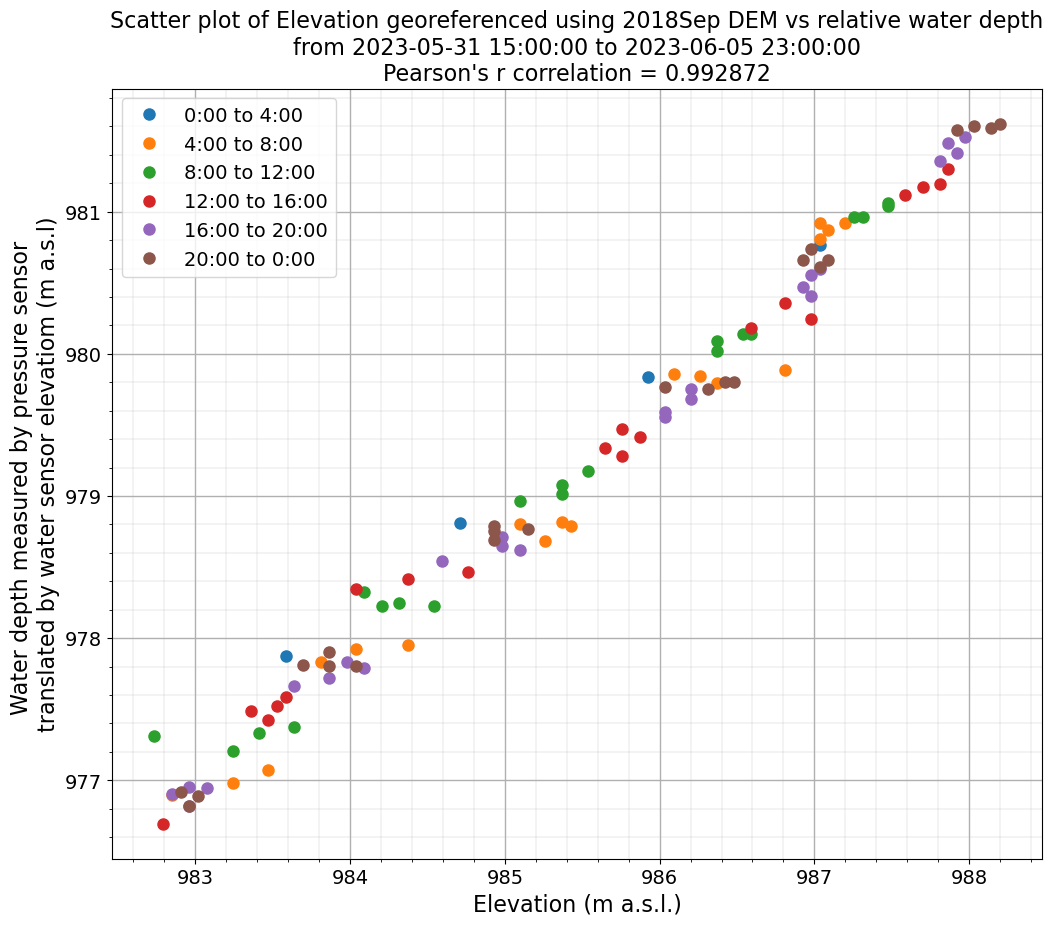 Scatter plot of Elevation georeferenced using 2018Sep DEM vs relative water depth
from 2023-05-31 15:00:00 to 2023-06-05 23:00:00
Pearson's r correlation = 0.992872
0:00 to 4:00
4:00 to 8:00
8:00 to 12:00
12:00 to 16:00
16:00 to 20:00
20:00 to 0:00
Water depth measured by pressure sensor
translated by water sensor elevatiom (m a.s.l)
981
980
979
978
977
983 984 985 986 987 988
Elevation (m a.s.l.)